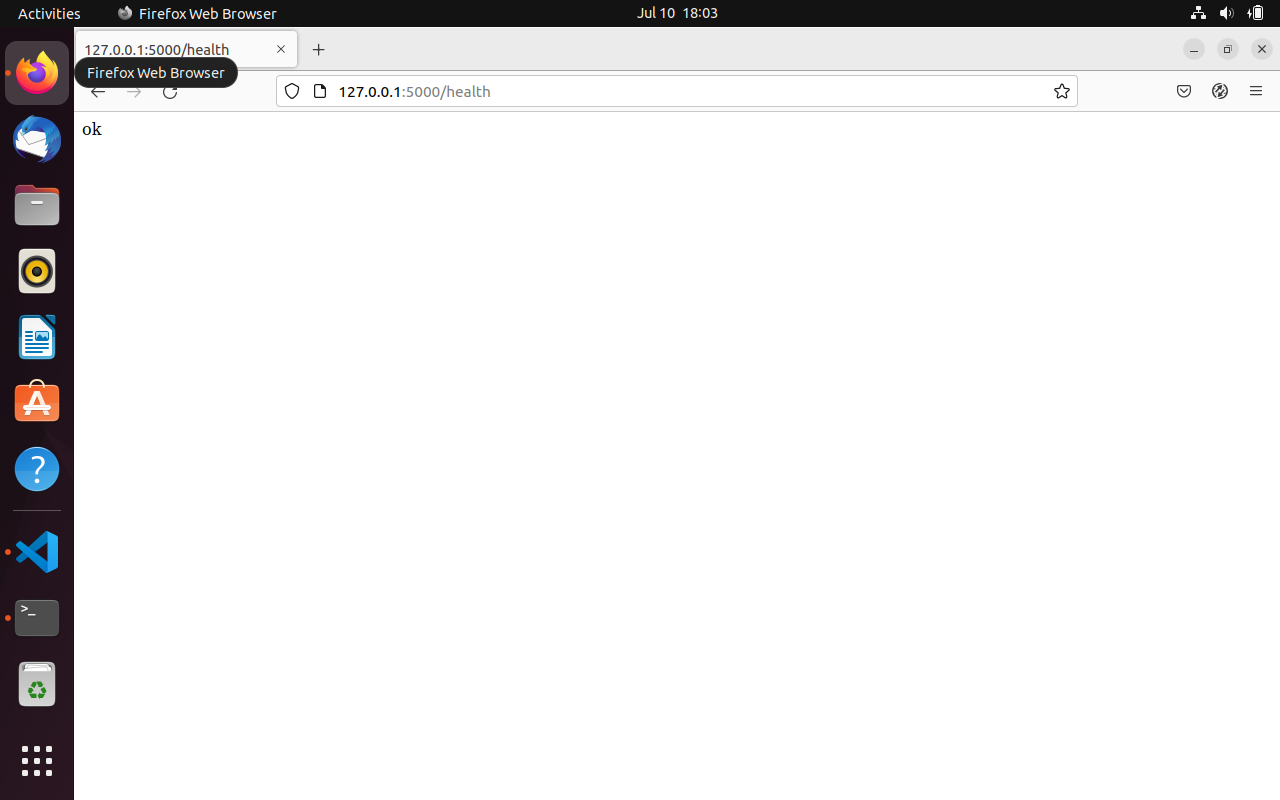 Activities
Firefox Web Browser
Jul 10 18:03
127.0.0.1:5000/health
Firefox Web Browser
127.0.0.1:5000/health
ok